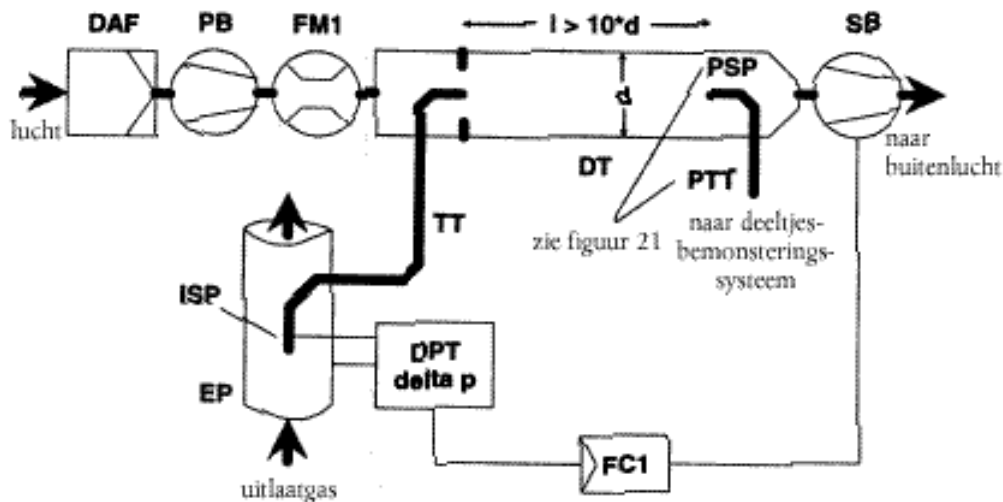 DAF PB FM1 l > 10*d SB
d PSP
lucht
naar
buitenlucht
DT PTT
TT
zie figuur 21
naar deeltjes-
bemonsterings-
systeem
ISP
DPT
delta p
EP
FC1
uitlaatgas